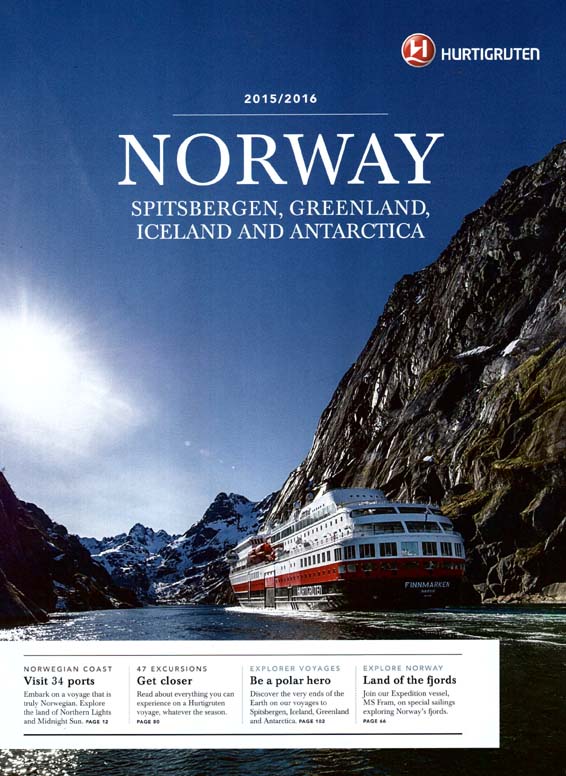 HURTIGRUTEN
2015/2016
NORWAY
SPITSBERGEN, GREENLAND,
ICELAND AND ANTARCTICA
FINNMARKEN
NORWEGIAN COAST
Visit 34 ports
Embark on a voyage that is
truly Norwegian. Explore
the land of Northern Lights
and Midnight Sun. PAGE 12
47 EXCURSIONS
Get closer
Read about everything you can
experience on a Hurtigruten
voyage, whatever the season.
PAGE 80
EXPLORER VOYAGES
Be a polar hero
Discover the very ends of the
Earth on our voyages to
Spitsbergen, Iceland, Greenland
and Antarctica. PAGE 102
EXPLORE NORWAY
Land of the fjords
Join our Expedition vessel,
MS Fram, on special sailings
exploring Norway's fjords.
PAGE 66